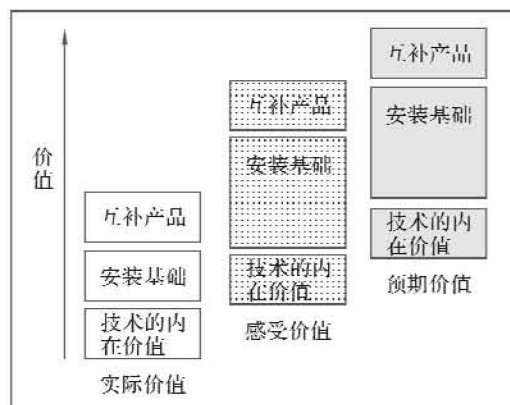 价值
互补产品
安装基础
技术的内
在价值
实际价值
互补产品
安装基础
技术的内
在价值
感受价值
互补产品
安装基础
技术的内
在价值
预期价值